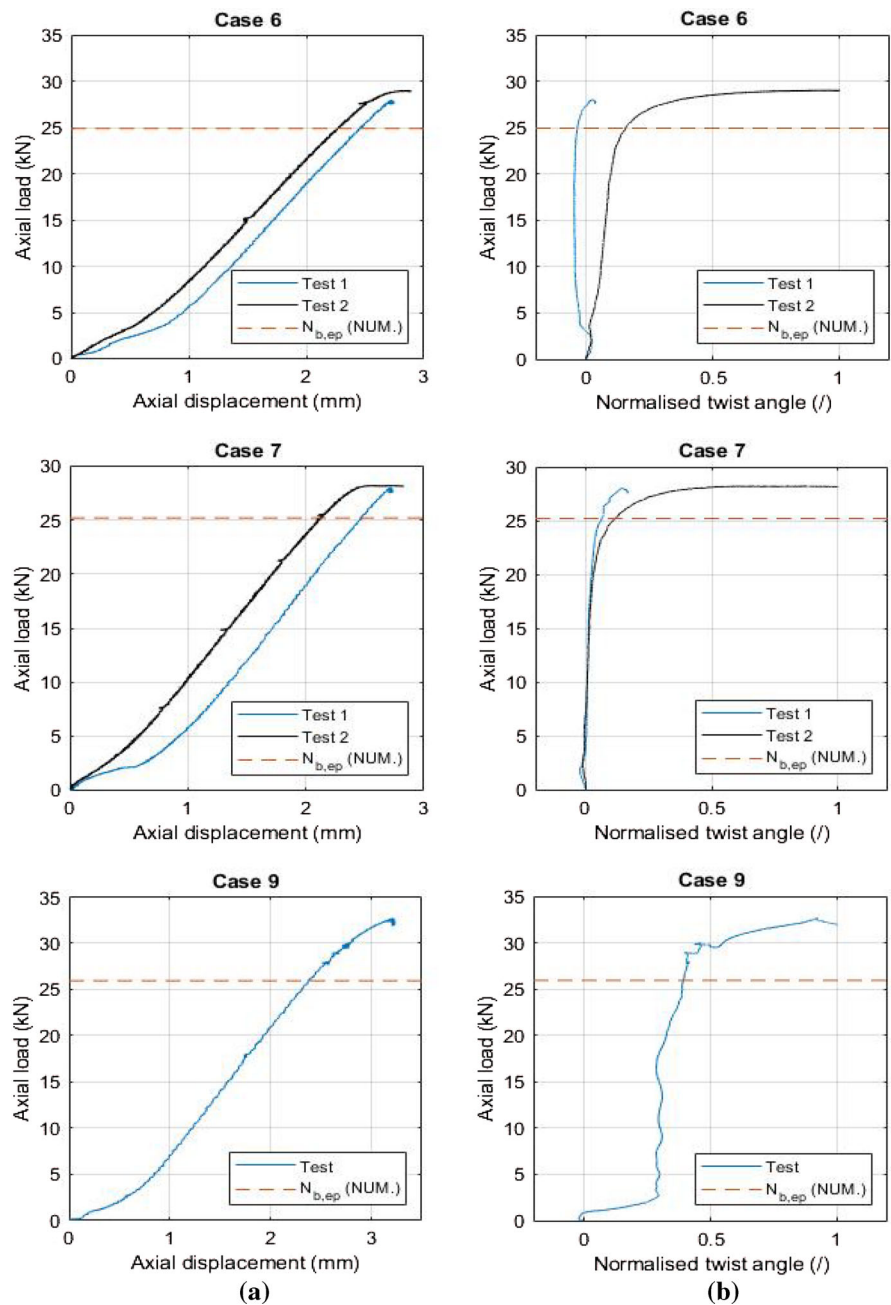 Case 6
35
30
25
20
15
10
5
0
Axial load (kN)
Test 1
Test 2
N_b,ep (NUM.)
0 1 2 3
Axial displacement (mm)
Case 6
35
30
25
20
15
10
5
0
Axial load (kN)
Test 1
Test 2
N_b,ep (NUM.)
0 0.5 1
Normalised twist angle (/)
Case 7
30
25
20
15
10
5
0
Axial load (kN)
Test 1
Test 2
N_b,ep (NUM.)
0 1 2 3
Axial displacement (mm)
Case 7
30
25
20
15
10
5
0
Axial load (kN)
Test 1
Test 2
N_b,ep (NUM.)
0 0.5 1
Normalised twist angle (/)
Case 9
35
30
25
20
15
10
5
0
Axial load (kN)
Test
N_b,ep (NUM.)
0 1 2 3
Axial displacement (mm)
(a)
Case 9
35
30
25
20
15
10
5
0
Axial load (kN)
Test
N_b,ep (NUM.)
0 0.5 1
Normalised twist angle (/)
(b)